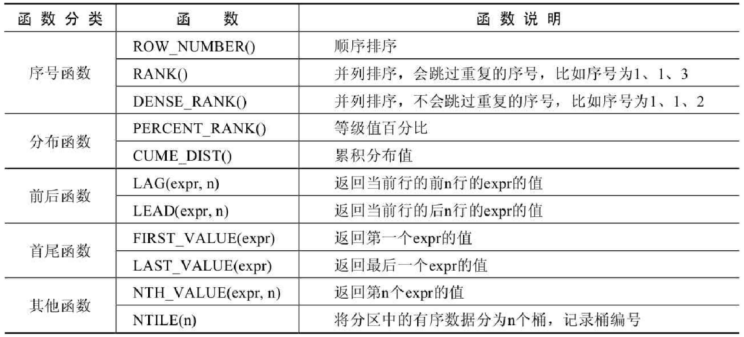 函数分类 函数 函数说明
序号函数 ROW_NUMBER() 顺序排序
RANK() 并列排序，会跳过重复的序号，比如序号为1、1、3
DENSE_RANK() 并列排序，不会跳过重复的序号，比如序号为1、1、2
分布函数 PERCENT_RANK() 等级值百分比
CUME_DIST() 累积分布值
前后函数 LAG(expr, n) 返回当前行的前n行的expr的值
LEAD(expr, n) 返回当前行的后n行的expr的值
首尾函数 FIRST_VALUE(expr) 返回第一个expr的值
LAST_VALUE(expr) 返回最后一个expr的值
其他函数 NTH_VALUE(expr, n) 返回第n个expr的值
NTILE(n) 将分区中的有序数据分为n个桶，记录桶编号